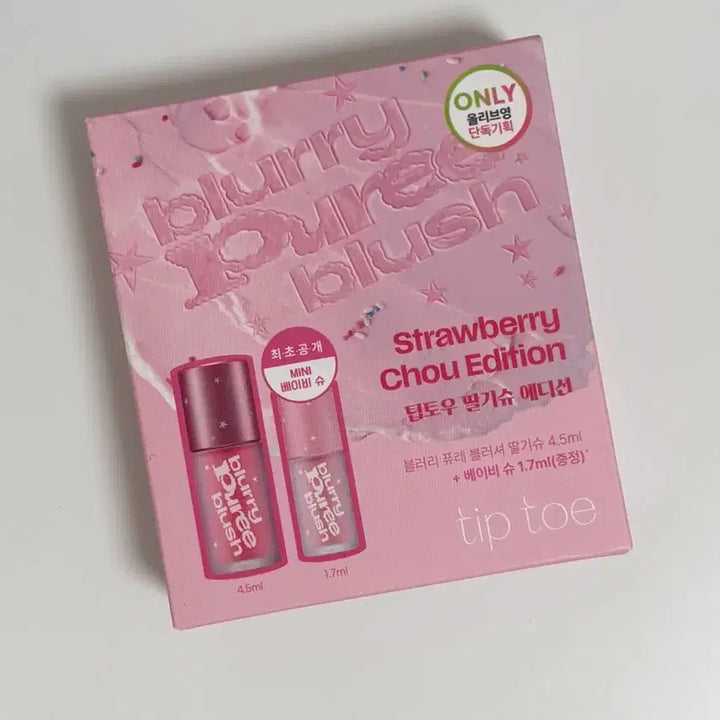 ONLY
올리브영
단독기획
blurry
puree
blush
Strawberry
Chou Edition
팁토우 딸기슈 에디션
블러리 퓨레 블러셔 딸기슈 4.5ml
+ 베이비 슈 1.7ml(증정)
tip toe
최초공개
MINI
베이비 슈
blurry
puree
blush
blurry
puree
blush
4.5ml
1.7ml